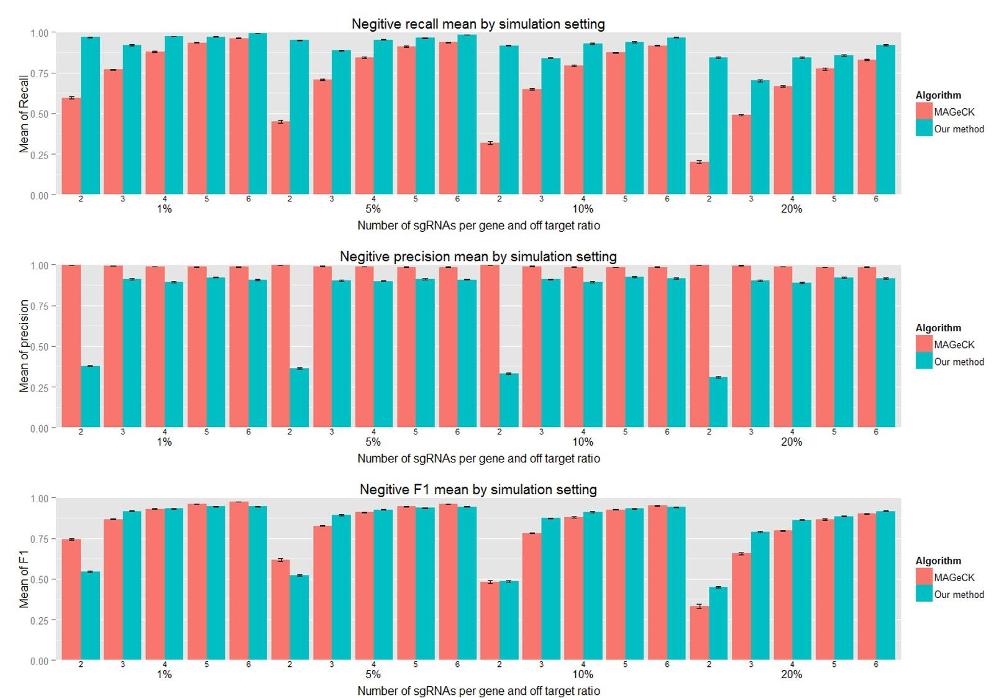 Negitive recall mean by simulation setting
1.00
0.75
0.50
0.25
0.00
Mean of Recall
2 3 4 5 6 2 3 4 5 6 2 3 4 5 6 2 3 4 5 6
1% 5% 10% 20%
Number of sgRNAs per gene and off target ratio
Algorithm
MAGeCK
Our method
Negitive precision mean by simulation setting
1.00
0.75
0.50
0.25
0.00
Mean of precision
2 3 4 5 6 2 3 4 5 6 2 3 4 5 6 2 3 4 5 6
1% 5% 10% 20%
Number of sgRNAs per gene and off target ratio
Algorithm
MAGeCK
Our method
Negitive F1 mean by simulation setting
1.00
0.75
0.50
0.25
0.00
Mean of F1
2 3 4 5 6 2 3 4 5 6 2 3 4 5 6 2 3 4 5 6
1% 5% 10% 20%
Number of sgRNAs per gene and off target ratio
Algorithm
MAGeCK
Our method